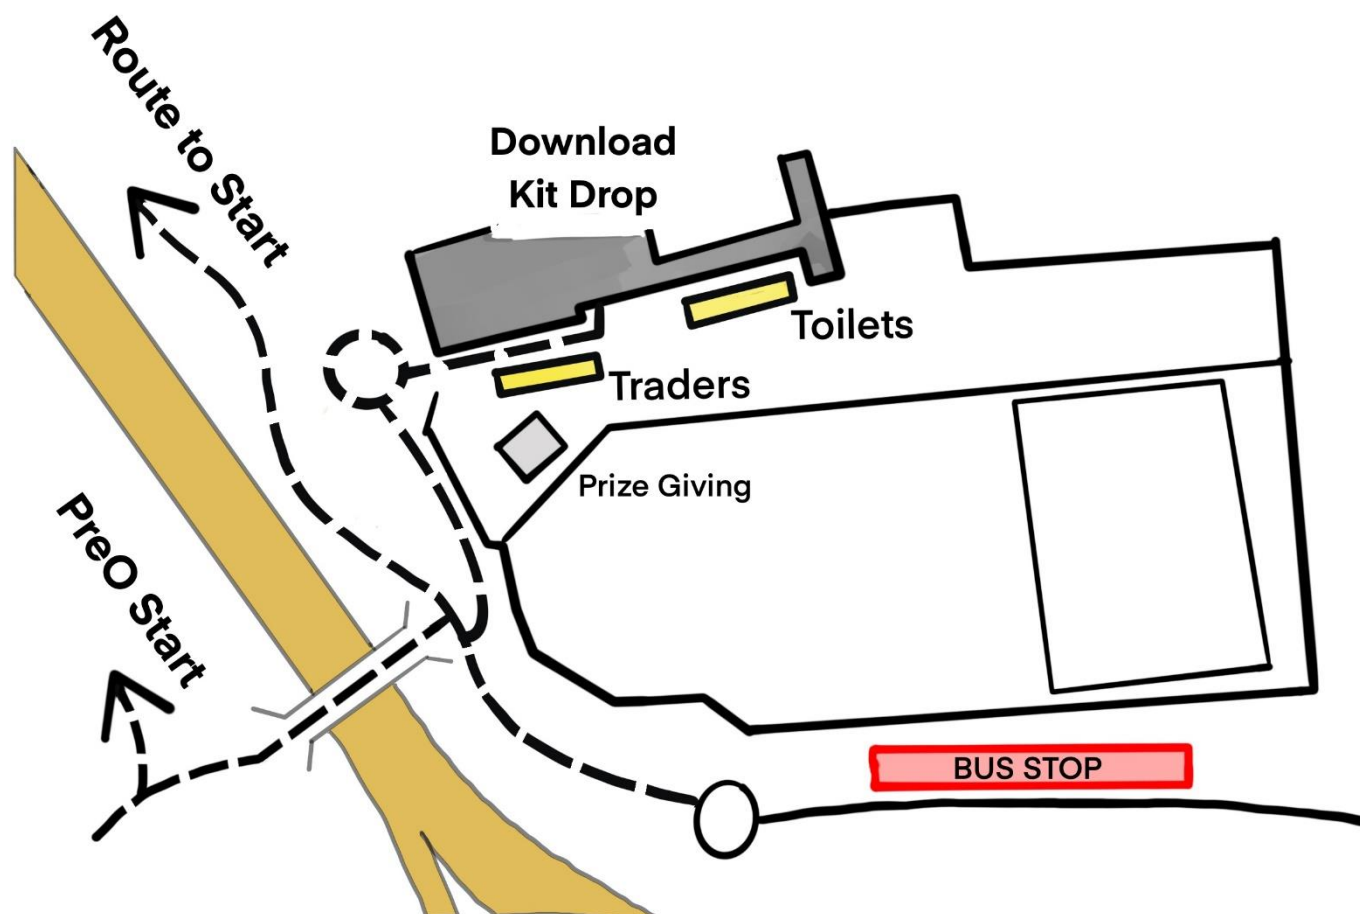 Route to Start
Download
Kit Drop
Toilets
Traders
Prize Giving
PreO Start
BUS STOP